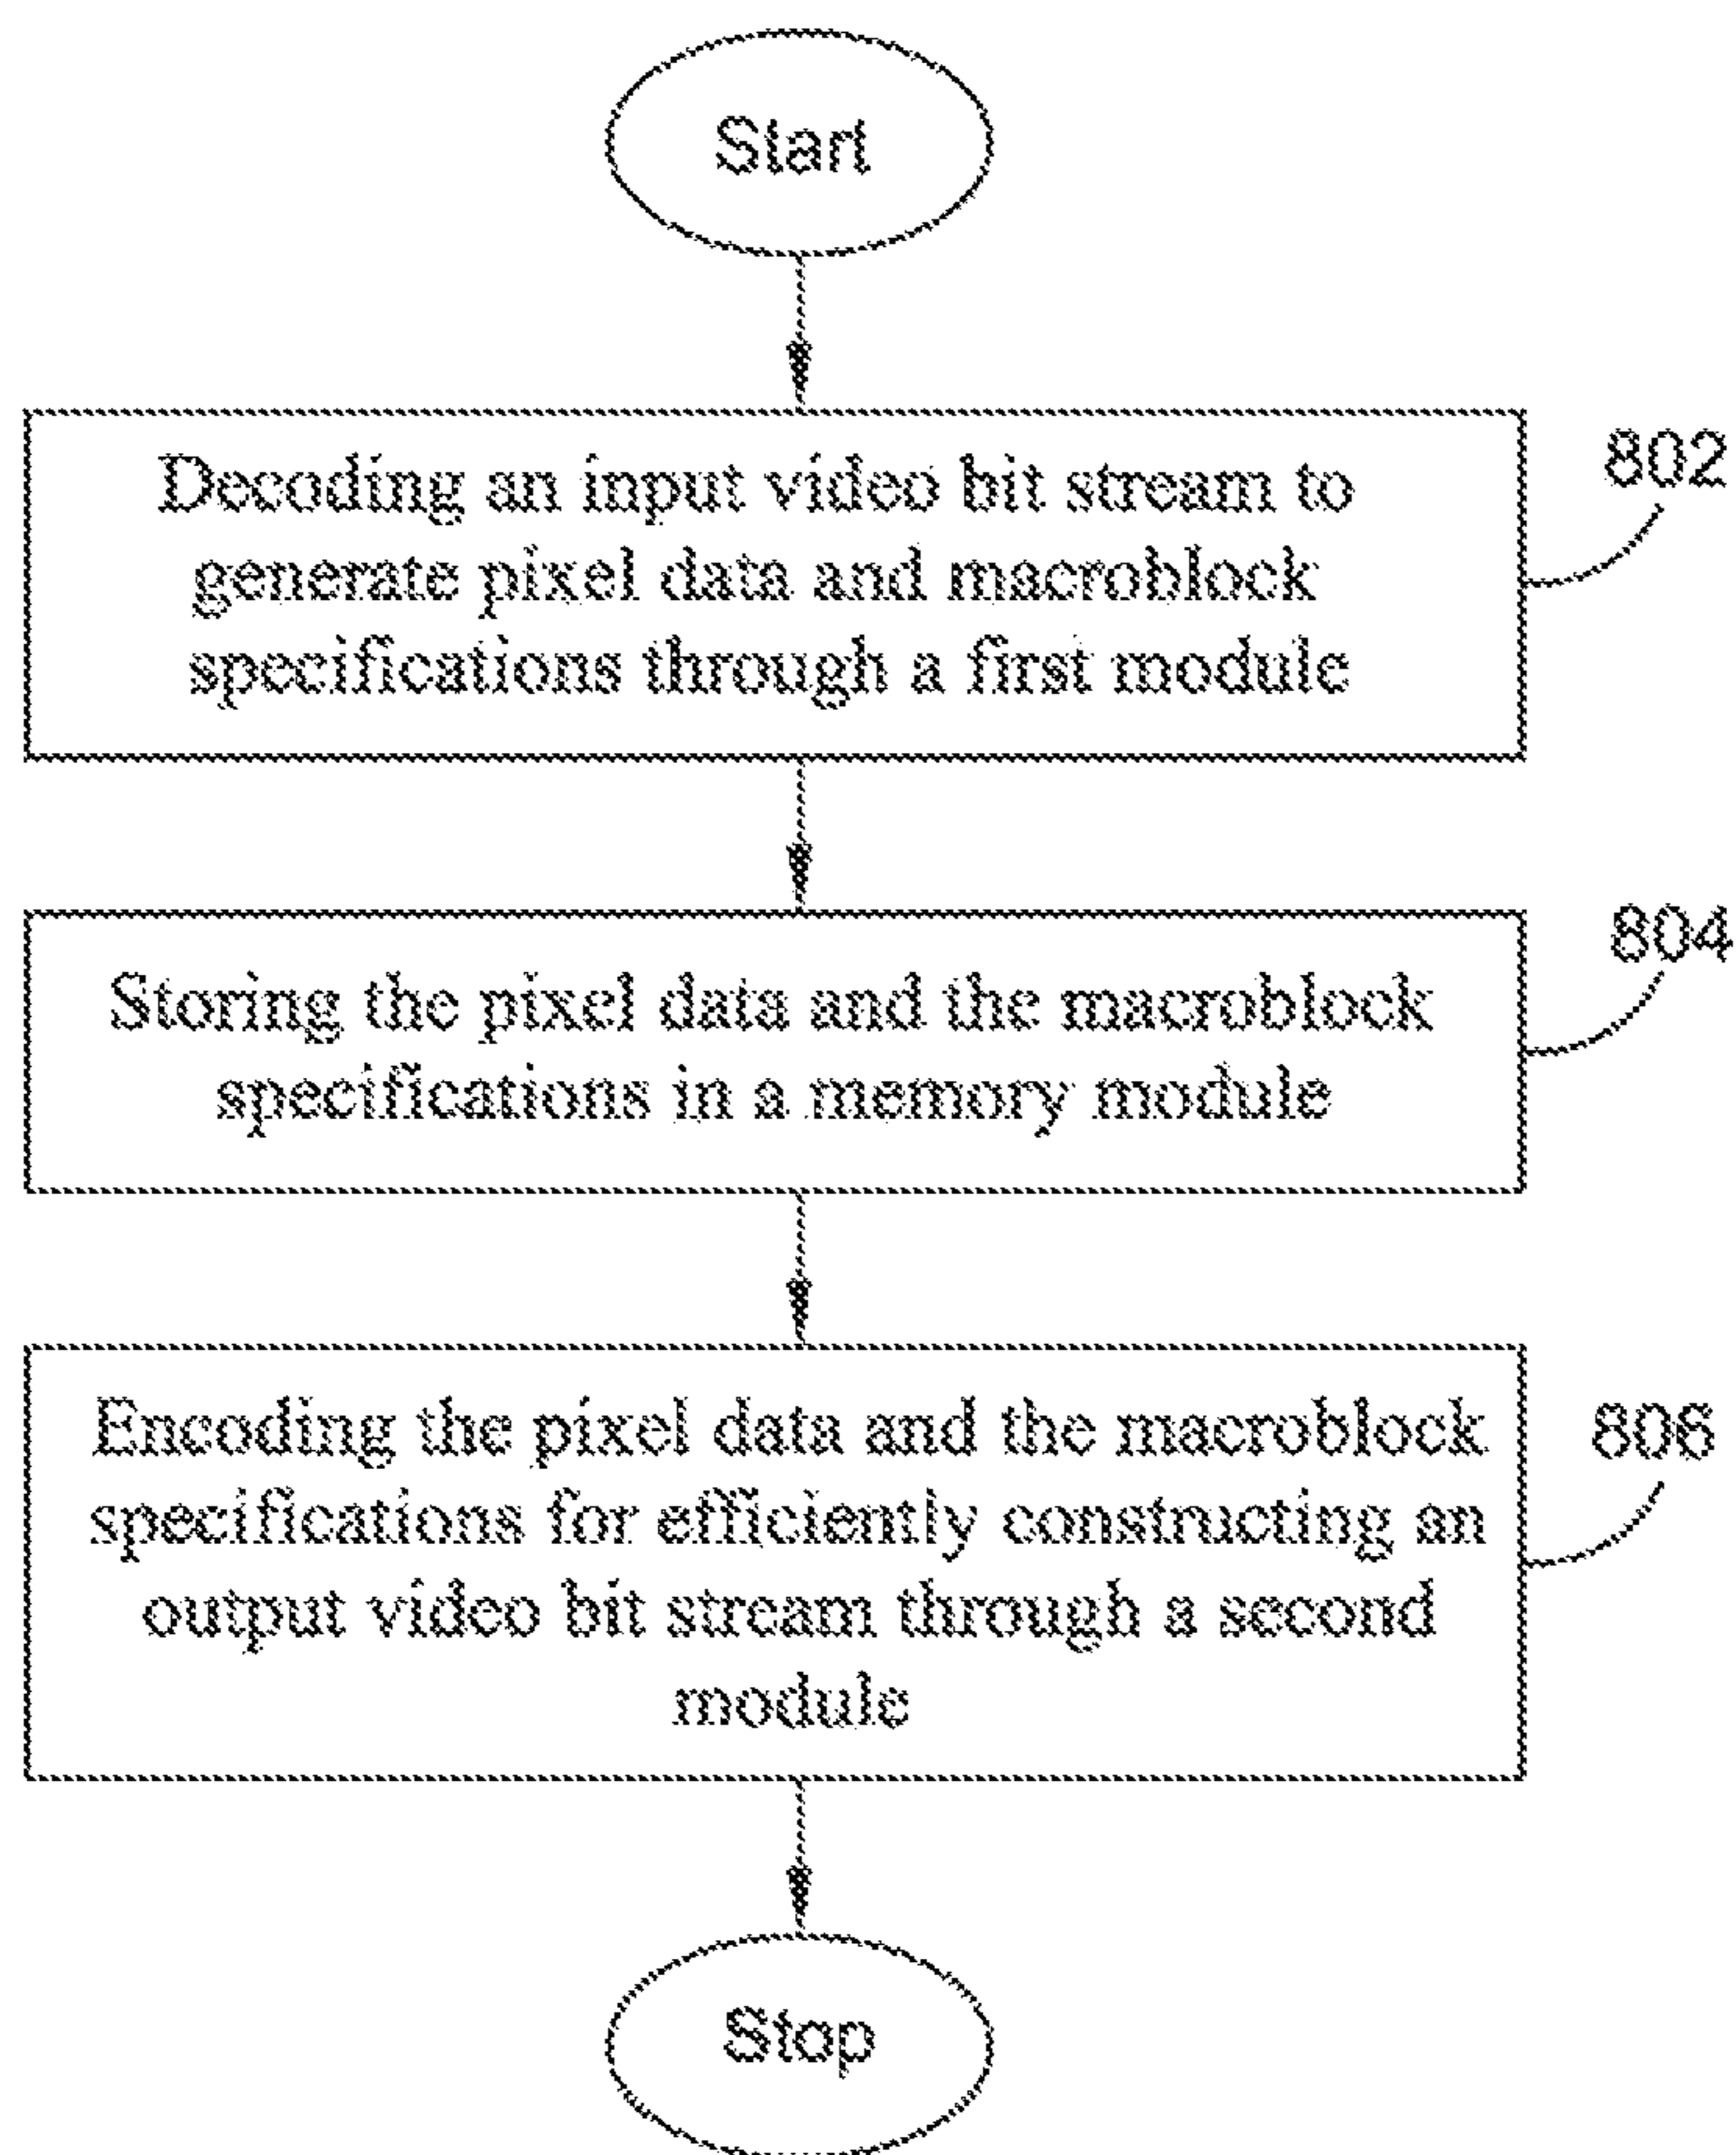 Start
802
Decoding an input video bit stream to
generate pixel data and macroblock
specifications through a first module
804
Storing the pixel data and the macroblock
specifications in a memory module
806
Encoding the pixel data and the macroblock
specifications for efficiently constructing an
output video bit stream through a second
module
Stop